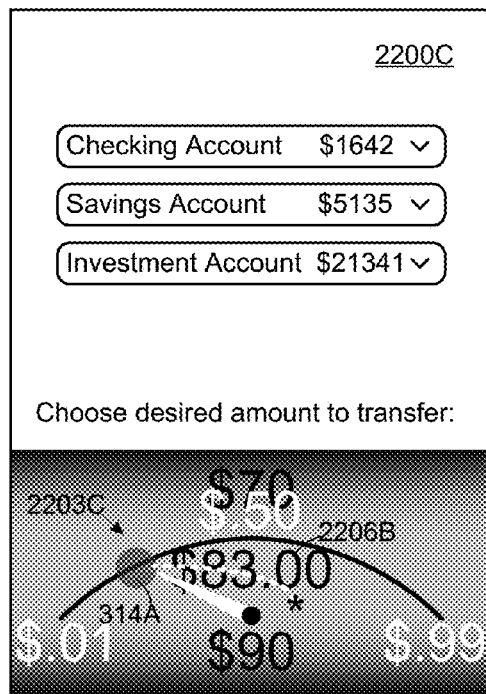 2200C
Checking Account $1642
Savings Account $5135
Investment Account $21341
Choose desired amount to transfer:
$70
2203C
$.50
2206B
$83.00
314A
*
$.01
$90
$.99